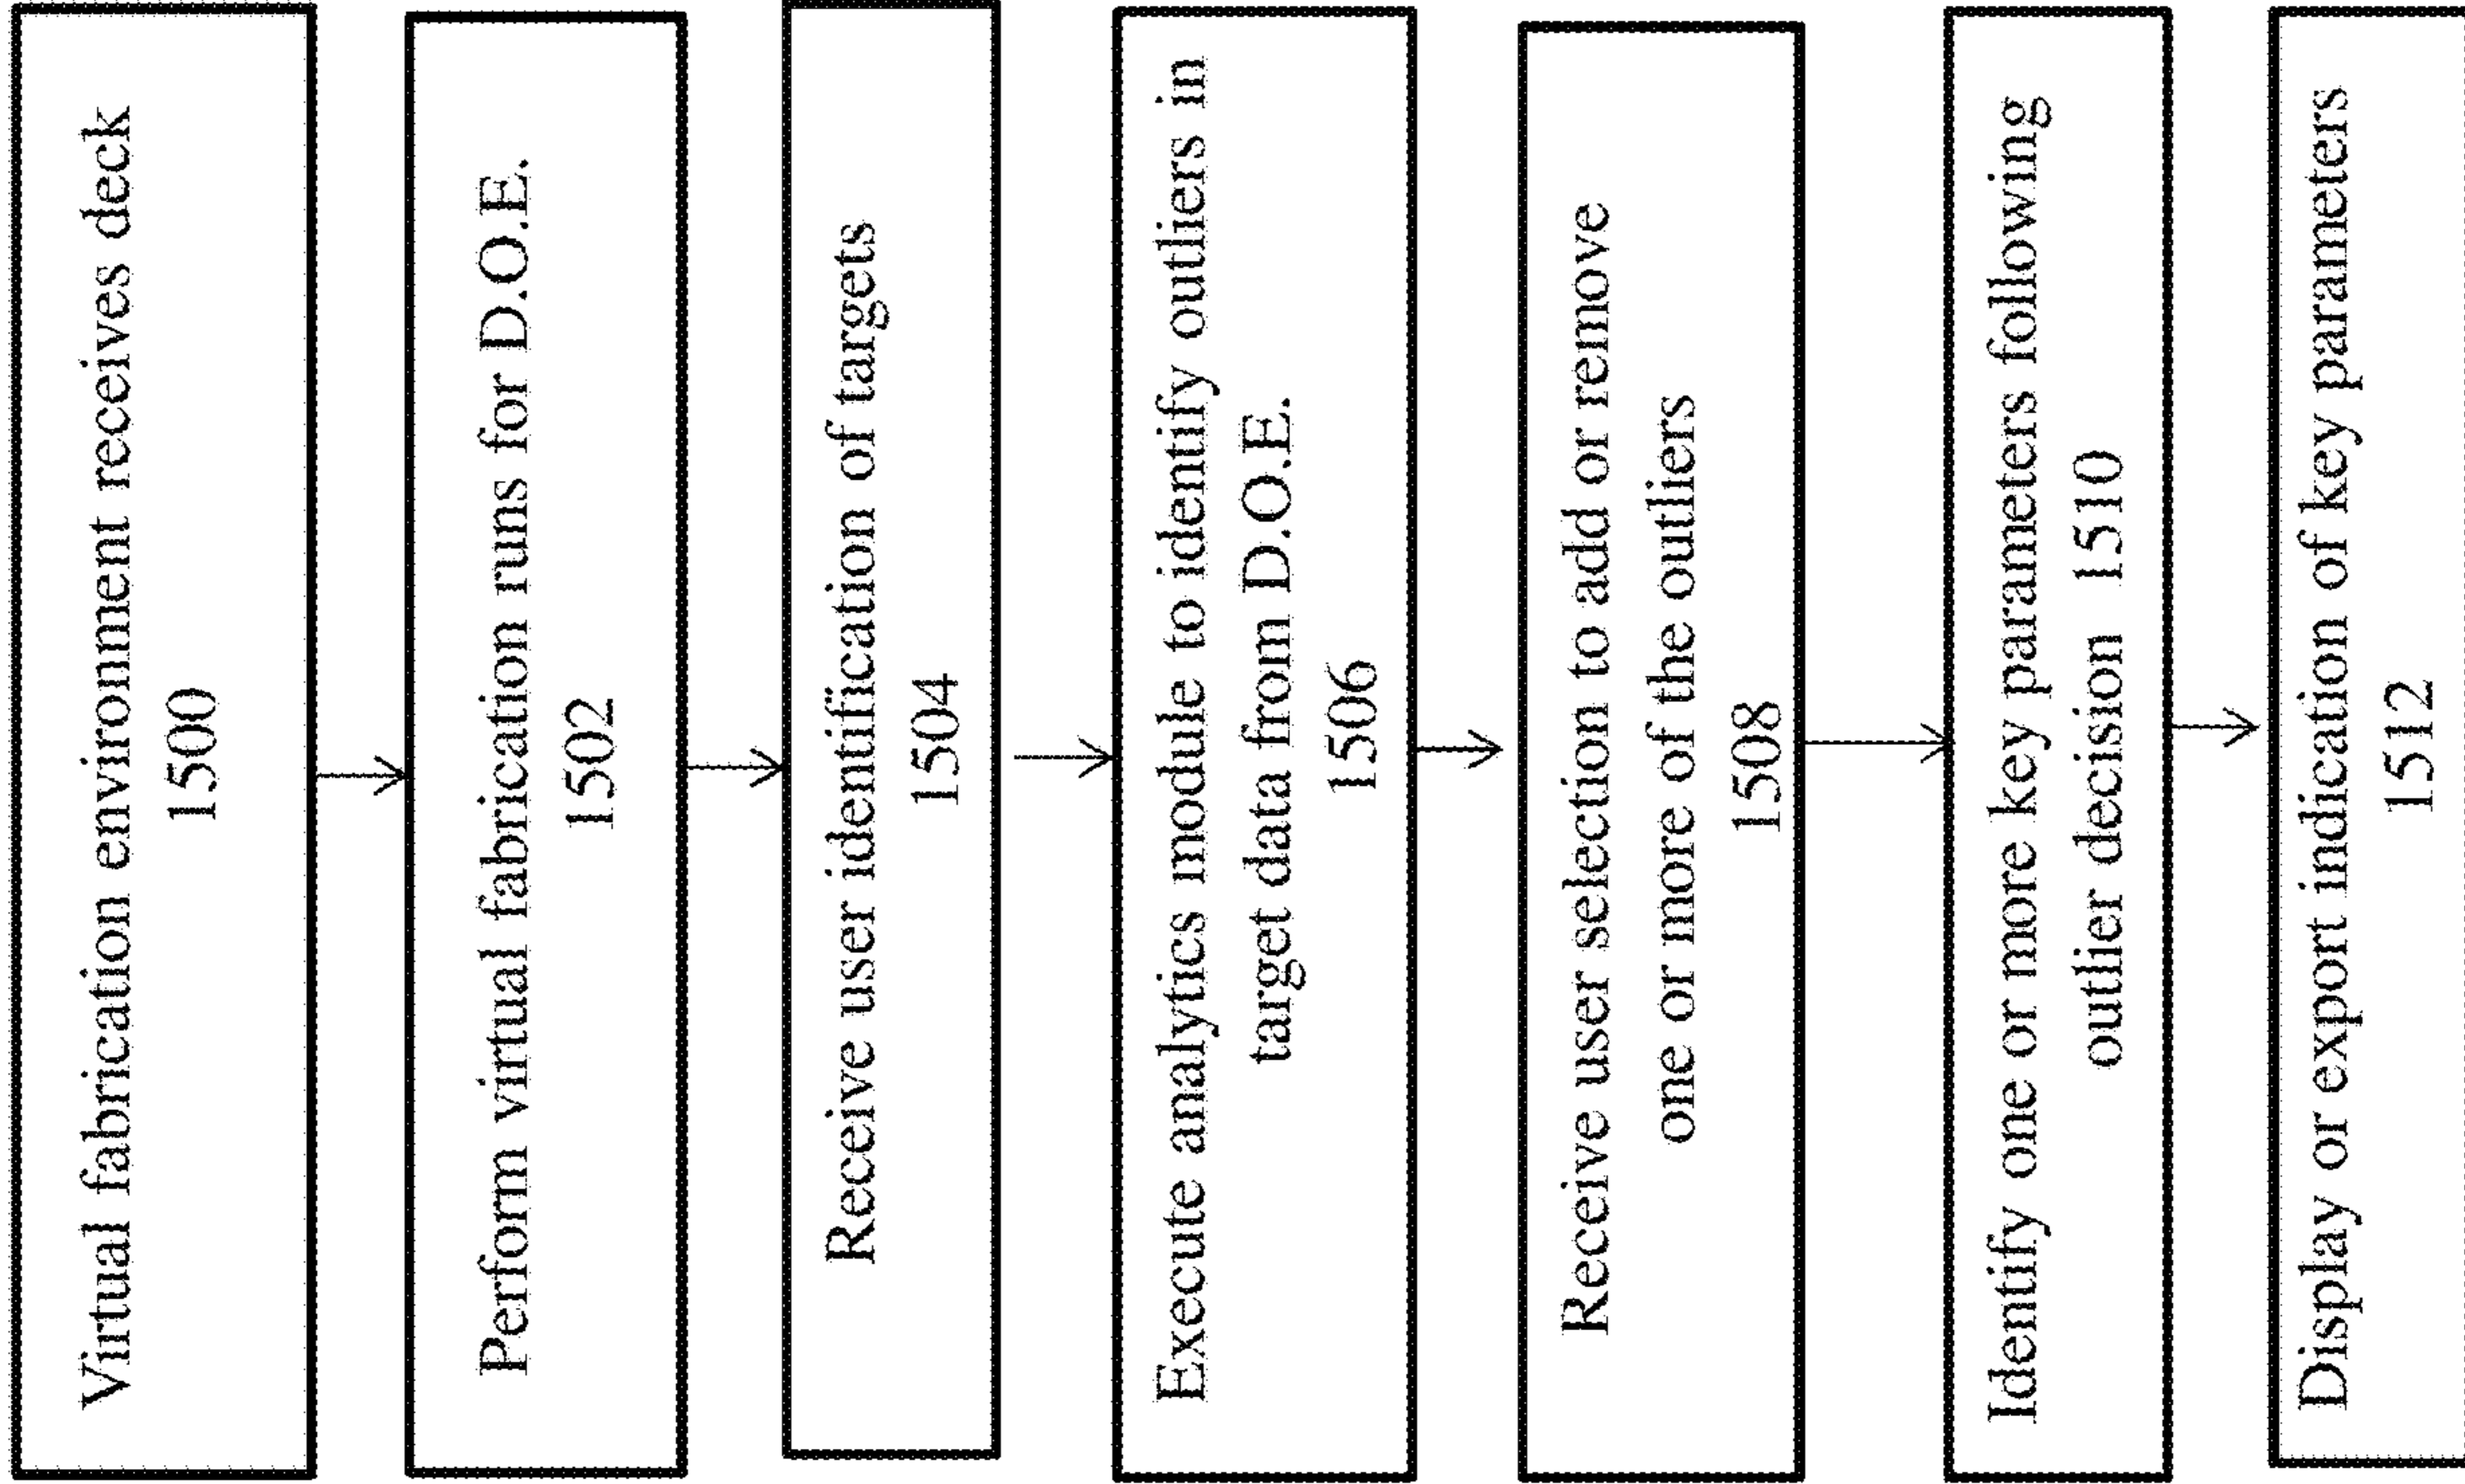 Virtual fabrication environment receives deck
1500
Perform virtual fabrication runs for D.O.E.
1502
Receive user identification of targets
1504
Execute analytics module to identify outliers in
target data from D.O.E.
1506
Receive user selection to add or remove
one or more of the outliers
1508
Identify one or more key parameters following
outlier decision 1510
Display or export indication of key parameters
1512